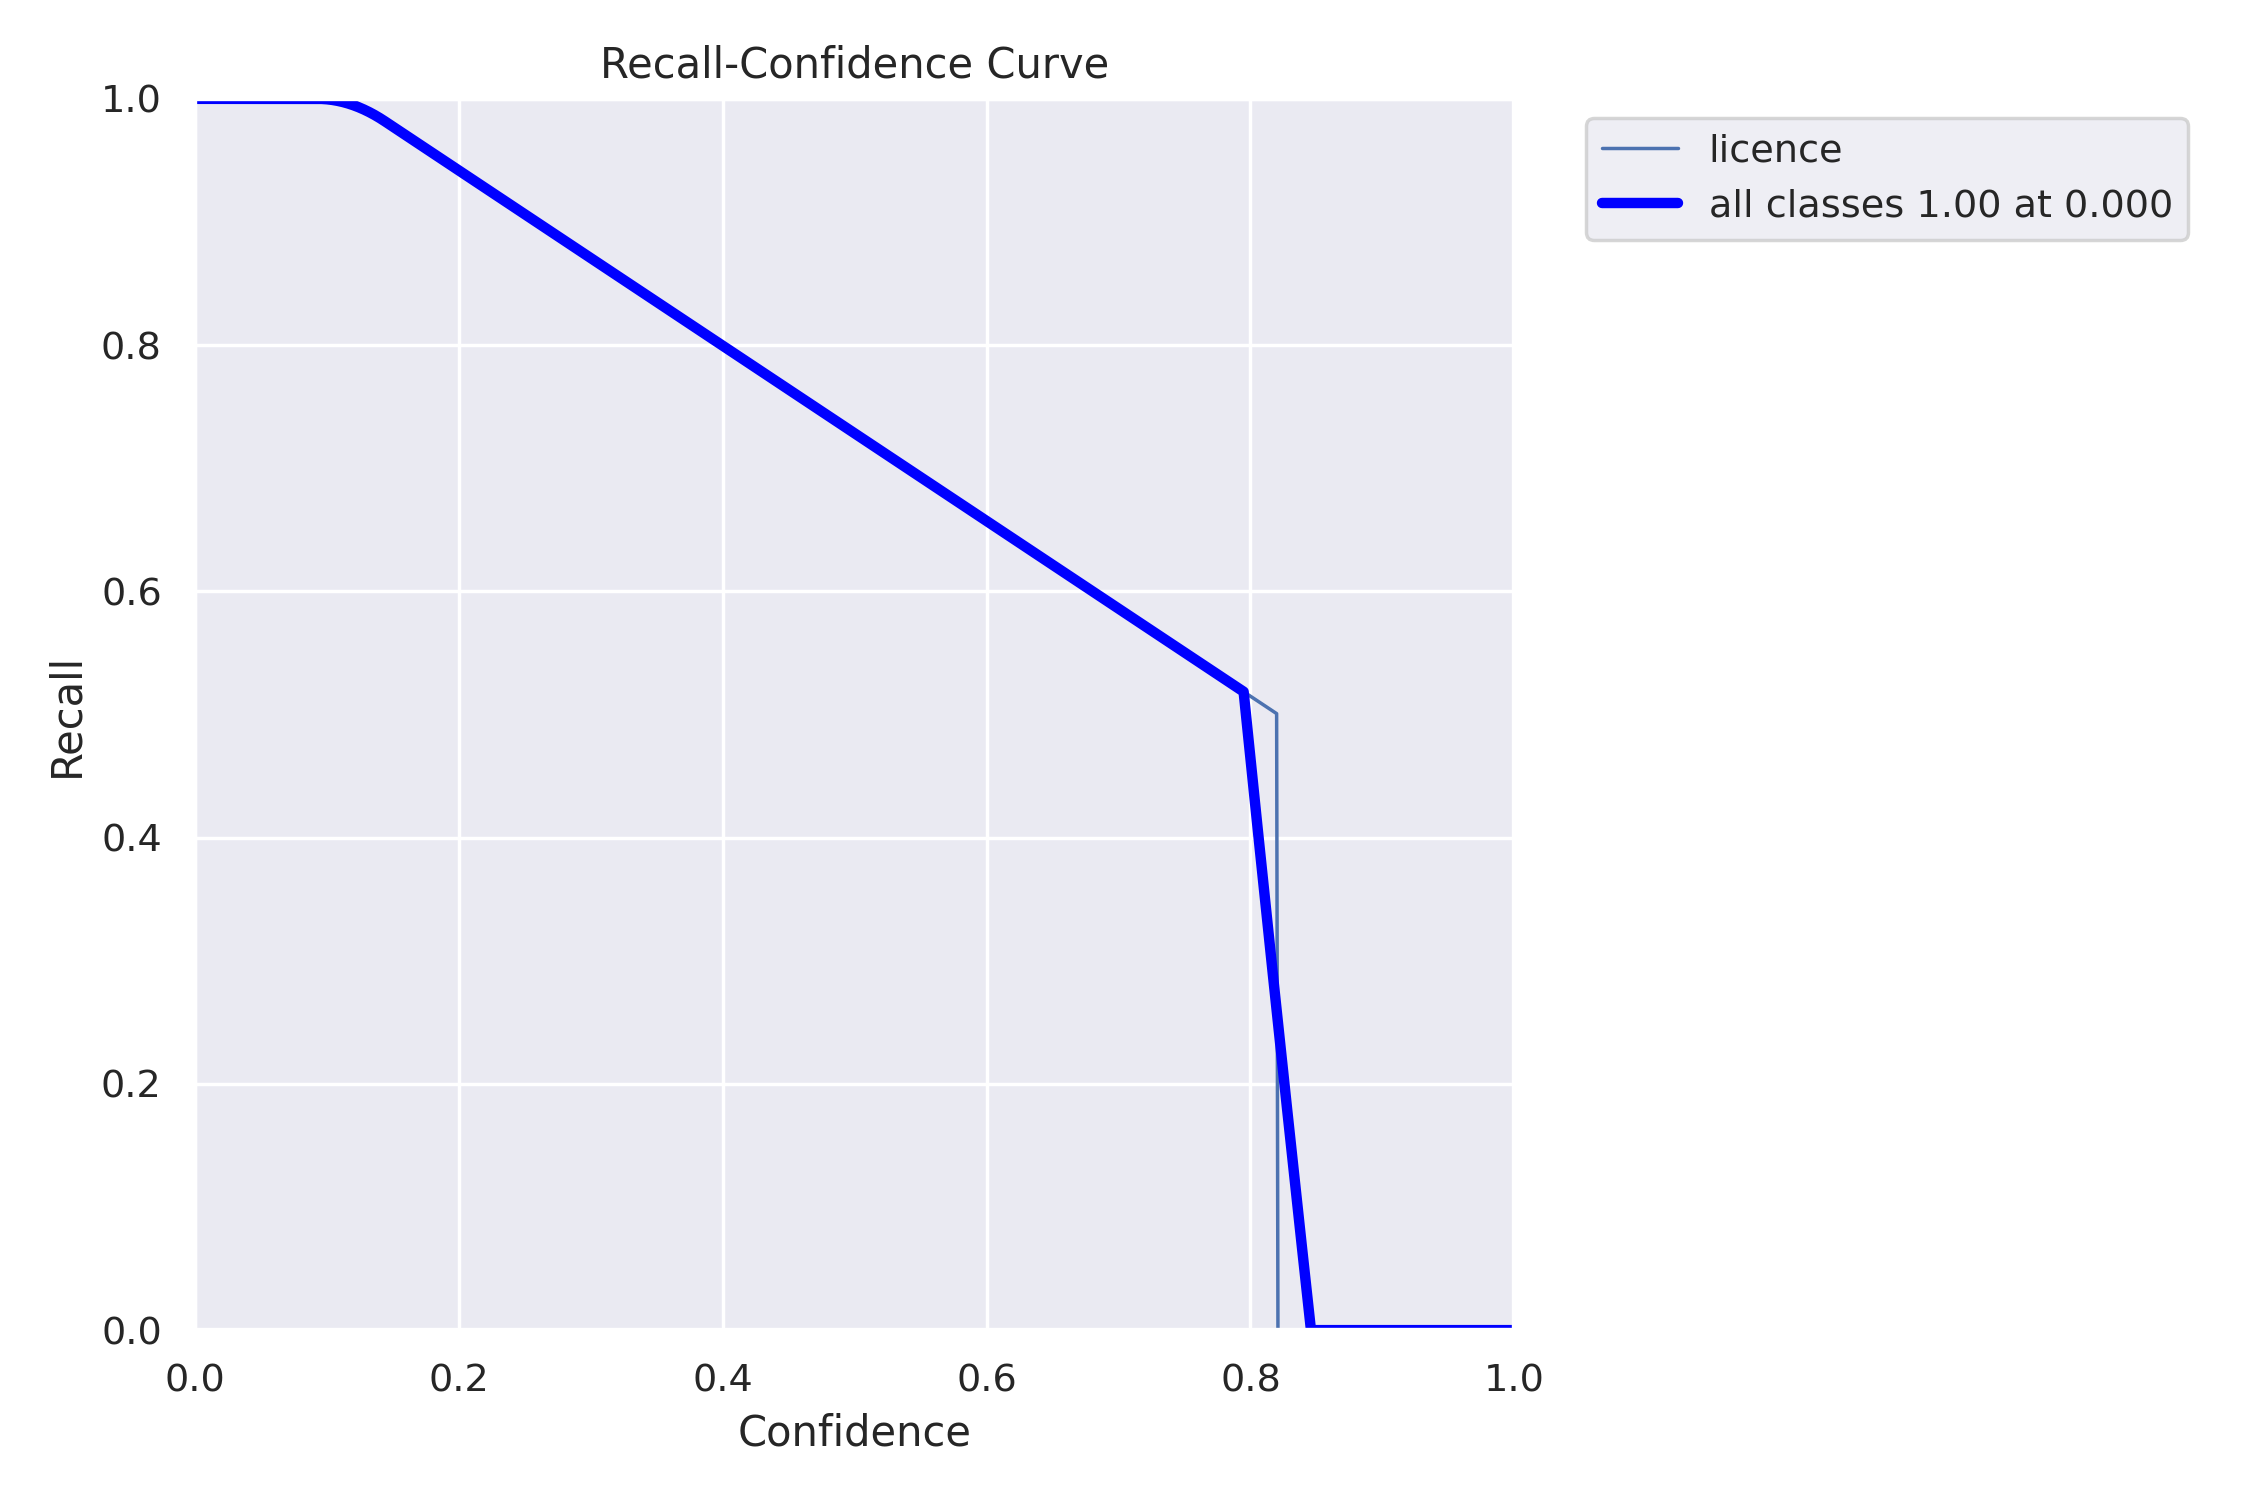 Recall-Confidence Curve
licence
all classes 1.00 at 0.000
1.0
0.8
0.6
0.4
0.2
0.0
Recall
0.0 0.2 0.4 0.6 0.8 1.0
Confidence